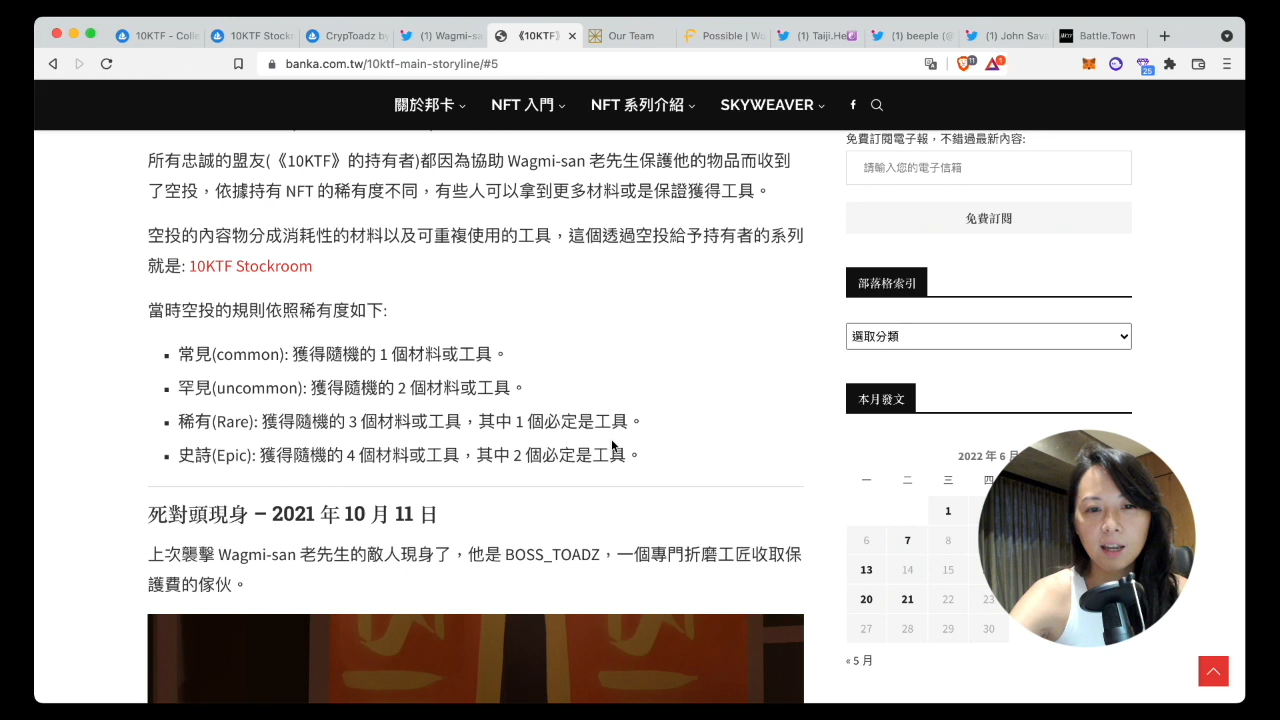 10KTF - Colle
10KTF Stockr
CrypToadz by
(1) Wagmi-sa
《10KTF》
Our Team
Possible | Wo
(1) Taiji.He
(1) beeple (@
(1) John Sava
Battle.Town
banka.com.tw/10ktf-main-storyline/#5
11
1
25
關於邦卡
NFT 入門
NFT 系列介紹
SKYWEAVER
所有忠誠的盟友(《10KTF》的持有者)都因為協助 Wagmi-san 老先生保護他的物品而收到
了空投，依據持有 NFT 的稀有度不同，有些人可以拿到更多材料或是保證獲得工具。
空投的內容物分成消耗性的材料以及可重複使用的工具，這個透過空投給予持有者的系列
就是: 10KTF Stockroom
當時空投的規則依照稀有度如下:
常見(common): 獲得隨機的 1 個材料或工具。
罕見(uncommon): 獲得隨機的 2 個材料或工具。
稀有(Rare): 獲得隨機的 3 個材料或工具，其中 1 個必定是工具。
史詩(Epic): 獲得隨機的 4 個材料或工具，其中 2 個必定是工具。
死對頭現身 – 2021 年 10 月 11 日
上次襲擊 Wagmi-san 老先生的敵人現身了，他是 BOSS_TOADZ，一個專門折磨工匠收取保
護費的傢伙。
免費訂閱電子報，不錯過最新內容:
請輸入您的電子信箱
免費訂閱
部落格索引
選取分類
本月發文
2022 年 6 月
一 二 三 四
1
6 7 8
13 14 15
20 21 22 23
27 28 29 30
« 5 月